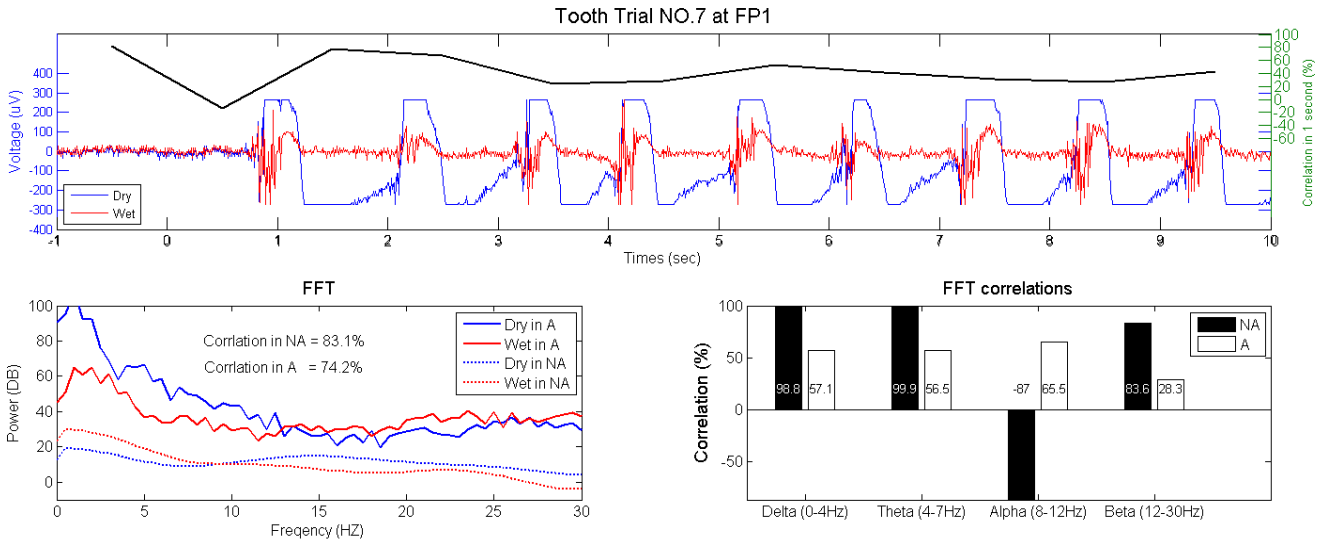 Tooth Trial NO.7 at FP1
Voltage (uV)
400
300
200
100
0
-100
-200
-300
-400
Dry
Wet
-1 0 1 2 3 4 5 6 7 8 9 10
Times (sec)
100
80
60
40
20
0
-20
-40
-60
-80
Correlation in 1 second (%)
FFT
Power (DB)
100
80
60
40
20
0
Corrlation in NA = 83.1%
Corrlation in A = 74.2%
Dry in A
Wet in A
Dry in NA
Wet in NA
0 5 10 15 20 25 30
Freqency (HZ)
FFT correlations
Correlation (%)
100
50
0
-50
98.8 57.1 99.9 56.5 -87 65.5 83.6 28.3
NA
A
Delta (0-4Hz) Theta (4-7Hz) Alpha (8-12Hz) Beta (12-30Hz)